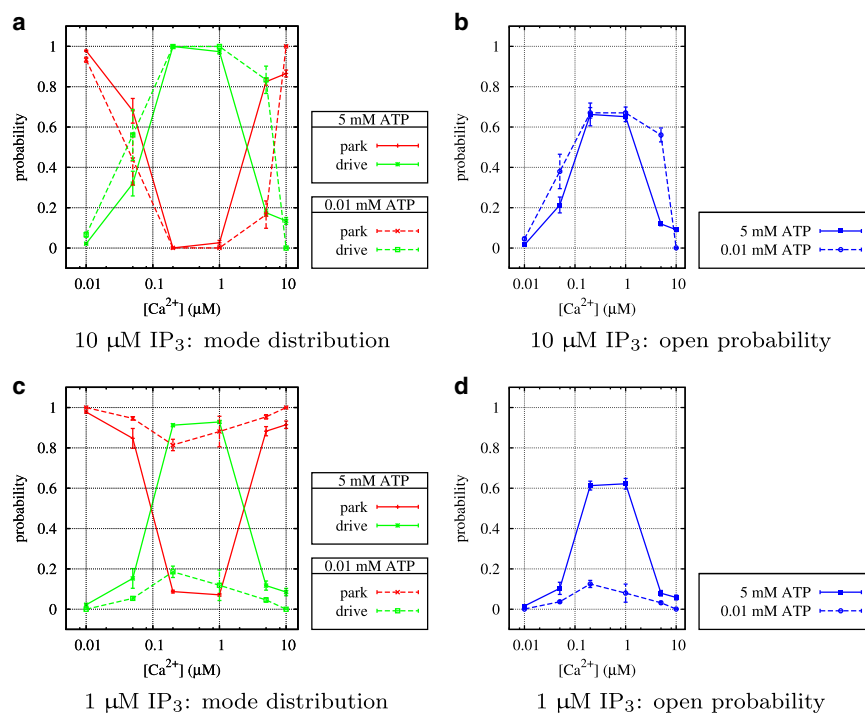 a
1
0.8
0.6
0.4
0.2
0
probability
0.01
0.1
1
10
[Ca2+] (μM)
5 mM ATP
park
drive
0.01 mM ATP
park
drive
10 μM IP3: mode distribution
b
1
0.8
0.6
0.4
0.2
0
probability
0.01
0.1
1
10
[Ca2+] (μM)
5 mM ATP
0.01 mM ATP
10 μM IP3: open probability
c
1
0.8
0.6
0.4
0.2
0
probability
0.01
0.1
1
10
[Ca2+] (μM)
5 mM ATP
park
drive
0.01 mM ATP
park
drive
1 μM IP3: mode distribution
d
1
0.8
0.6
0.4
0.2
0
probability
0.01
0.1
1
10
[Ca2+] (μM)
5 mM ATP
0.01 mM ATP
1 μM IP3: open probability